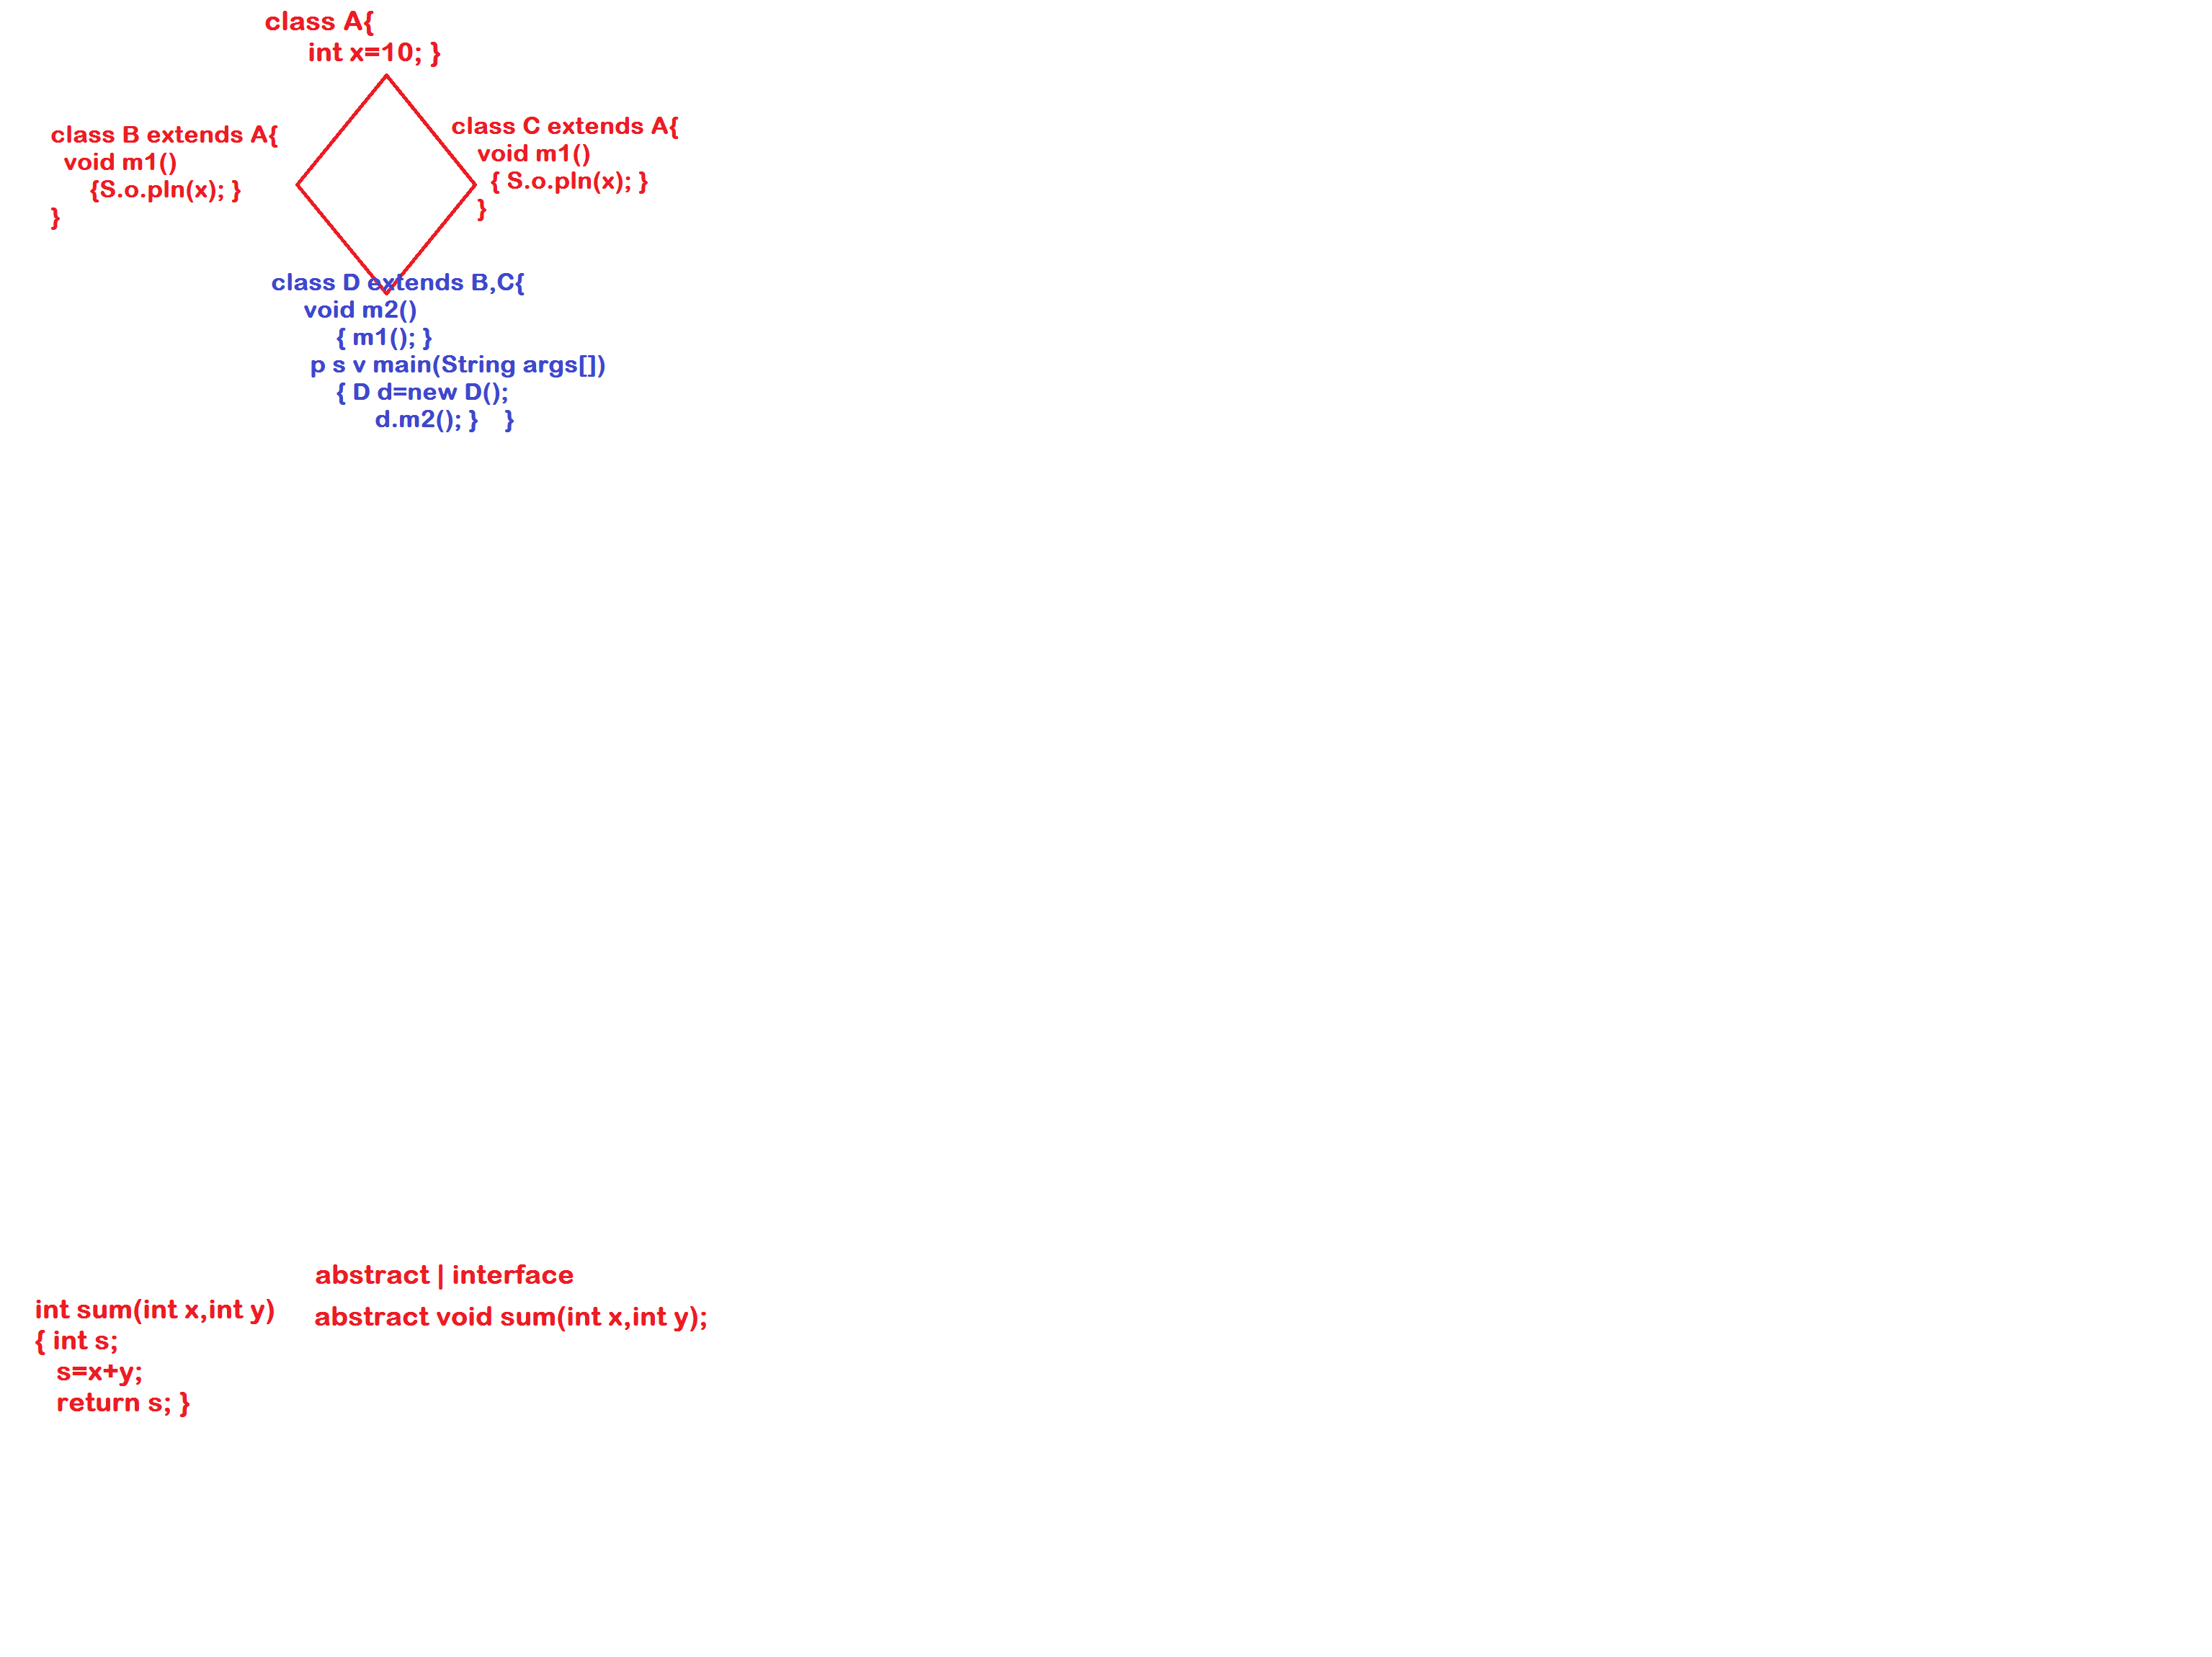 class A{
int x=10; }
class B extends A{
void m1()
{S.o.pln(x); }
}
class C extends A{
void m1()
{ S.o.pln(x); }
}
class D extends B,C{
void m2()
{ m1(); }
p s v main(String args[])
{ D d=new D();
d.m2(); } }
abstract | interface
int sum(int x,int y)
{ int s;
s=x+y;
return s; }
abstract void sum(int x,int y);